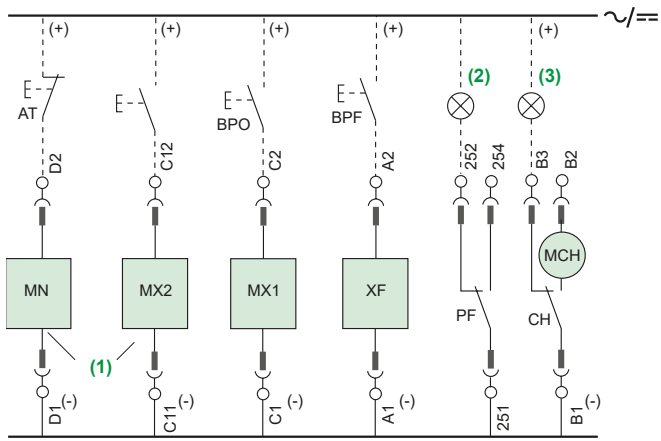 (+) (+) (+) (+) (+)
(2) (3)
AT BPO BPF
D2 C12 C2 A2 252 254 B3 B2
MN MX2 MX1 XF MCH
PF CH
(1)
D1 (-) C11 (-) C1 (-) A1 (-) 251 B1 (-)